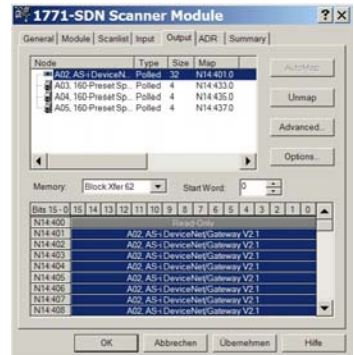 1771-SDN Scanner Module
General Module Scanlist Input Output ADR Summary
Node Type Size Map
A02, AS-i DeviceN... Polled 32 N14:401.0
A03, 160-Preset Sp... Polled 4 N14:433.0
A04, 160-Preset Sp... Polled 4 N14:435.0
A05, 160-Preset Sp... Polled 4 N14:437.0
AutoMap
Unmap
Advanced...
Options...
Memory: Block Xfer 62 Start Word: 0
Bits 15 - 0 15 14 13 12 11 10 9 8 7 6 5 4 3 2 1 0
N14:400 Read-Only
N14:401 A02, AS-i DeviceNet/Gateway V2.1
N14:402 A02, AS-i DeviceNet/Gateway V2.1
N14:403 A02, AS-i DeviceNet/Gateway V2.1
N14:404 A02, AS-i DeviceNet/Gateway V2.1
N14:405 A02, AS-i DeviceNet/Gateway V2.1
N14:406 A02, AS-i DeviceNet/Gateway V2.1
N14:407 A02, AS-i DeviceNet/Gateway V2.1
N14:408 A02, AS-i DeviceNet/Gateway V2.1
OK Abbrechen Übernehmen Hilfe